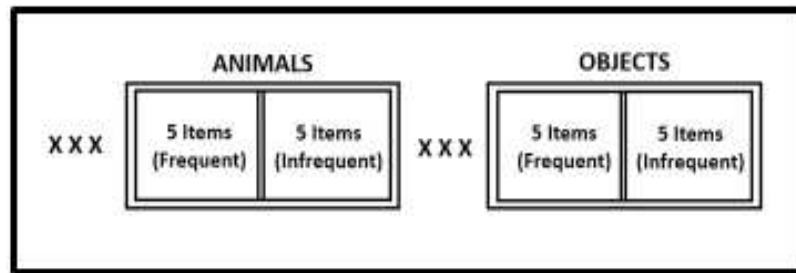 ANIMALS
OBJECTS
X X X
5 Items
(Frequent)
5 Items
(Infrequent)
X X X
5 Items
(Frequent)
5 Items
(Infrequent)